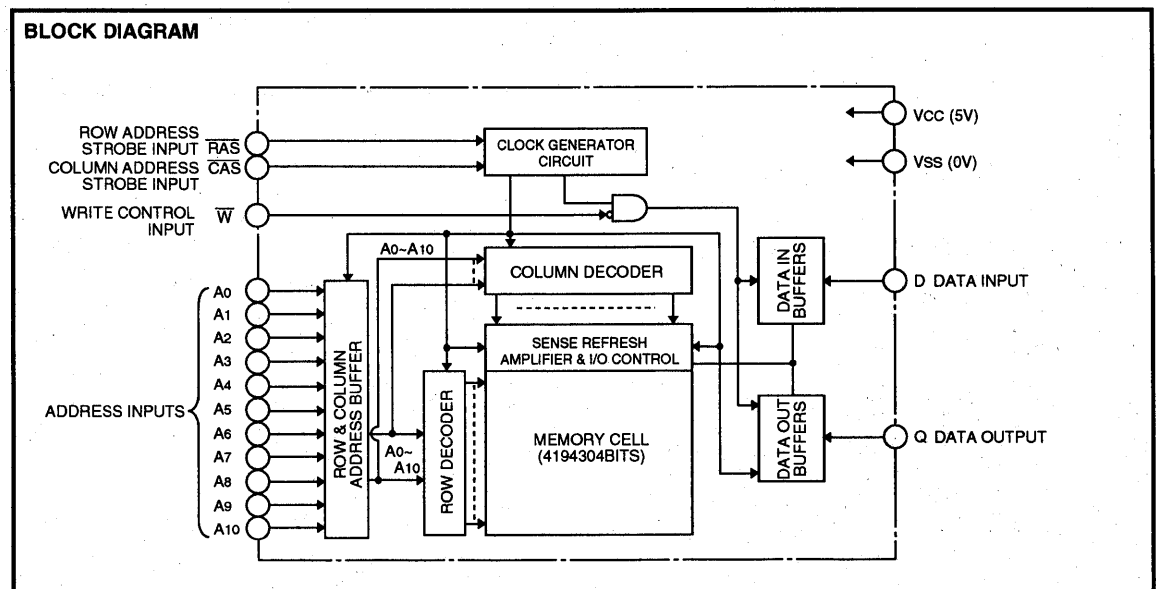 BLOCK DIAGRAM
ROW ADDRESS
STROBE INPUT R̅A̅S̅
COLUMN ADDRESS C̅A̅S̅
STROBE INPUT
WRITE CONTROL W̅
INPUT
CLOCK GENERATOR
CIRCUIT
VCC (5V)
VSS (0V)
A0~A10
COLUMN DECODER
DATA IN
BUFFERS
D DATA INPUT
ADDRESS INPUTS
A0
A1
A2
A3
A4
A5
A6
A7
A8
A9
A10
ROW & COLUMN
ADDRESS BUFFER
A0~
A10
ROW DECODER
SENSE REFRESH
AMPLIFIER & I/O CONTROL
MEMORY CELL
(4194304BITS)
DATA OUT
BUFFERS
Q DATA OUTPUT